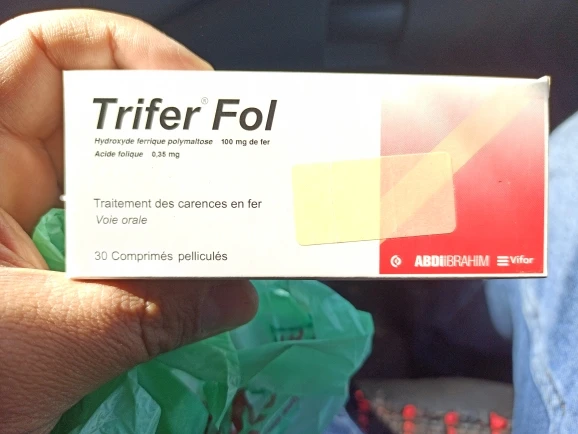 Trifer® Fol
Hydroxyde ferrique polymaltose 100 mg de fer
Acide folique 0,35 mg
Traitement des carences en fer
Voie orale
30 Comprimés pelliculés
ABDİİBRAHİM Vifor